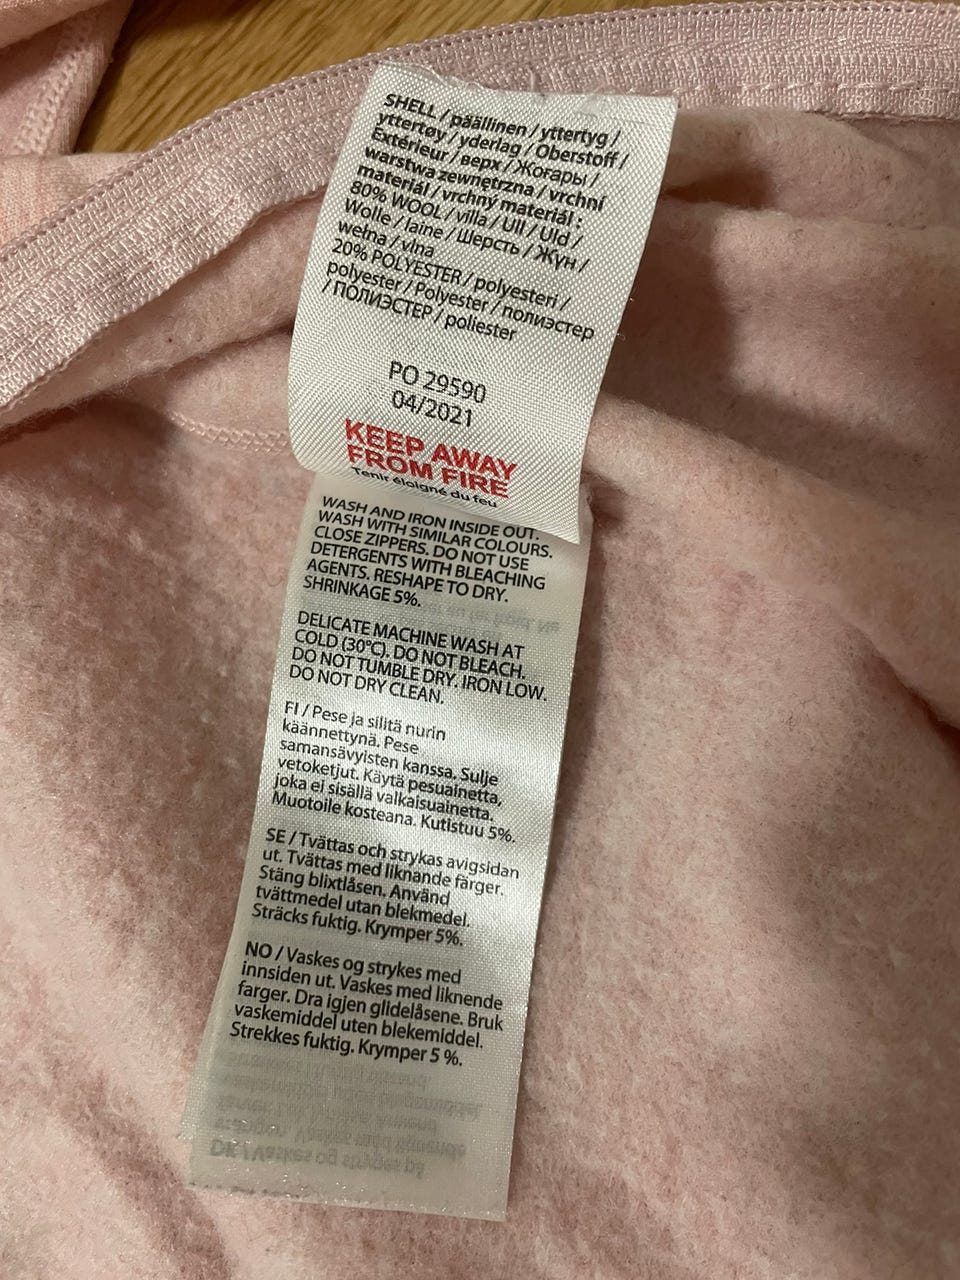 SHELL / päällinen / yttertyg /
yttertøy / yderlag / Oberstoff /
Extérieur / верх / Жоғарғы /
warstwa zewnętrzna / vrchní
materiál / vrchný materiál :
80% WOOL / villa / Ull / Uld /
Wolle / laine / Шерсть / Жүн /
wełna / vlna
20% POLYESTER / polyesteri /
polyester / Polyester / полиэстер
/ ПОЛИЭСТЕР / poliester
PO 29590
04/2021
KEEP AWAY
FROM FIRE
Tenir éloigné du feu
WASH AND IRON INSIDE OUT.
WASH WITH SIMILAR COLOURS.
CLOSE ZIPPERS. DO NOT USE
DETERGENTS WITH BLEACHING
AGENTS. RESHAPE TO DRY.
SHRINKAGE 5%.
DELICATE MACHINE WASH AT
COLD (30°C). DO NOT BLEACH.
DO NOT TUMBLE DRY. IRON LOW.
DO NOT DRY CLEAN.
FI / Pese ja silitä nurin
käännettynä. Pese
samansävyisten kanssa. Sulje
vetoketjut. Käytä pesuainetta,
joka ei sisällä valkaisuainetta.
Muotoile kosteana. Kutistuu 5%.
SE / Tvättas och strykas avigsidan
ut. Tvättas med liknande färger.
Stäng blixtlåsen. Använd
tvättmedel utan blekmedel.
Sträcks fuktig. Krymper 5%.
NO / Vaskes og strykes med
innsiden ut. Vaskes med liknende
farger. Dra igjen glidelåsene. Bruk
vaskemiddel uten blekemiddel.
Strekkes fuktig. Krymper 5 %.
DK / Vaskes og stryges på